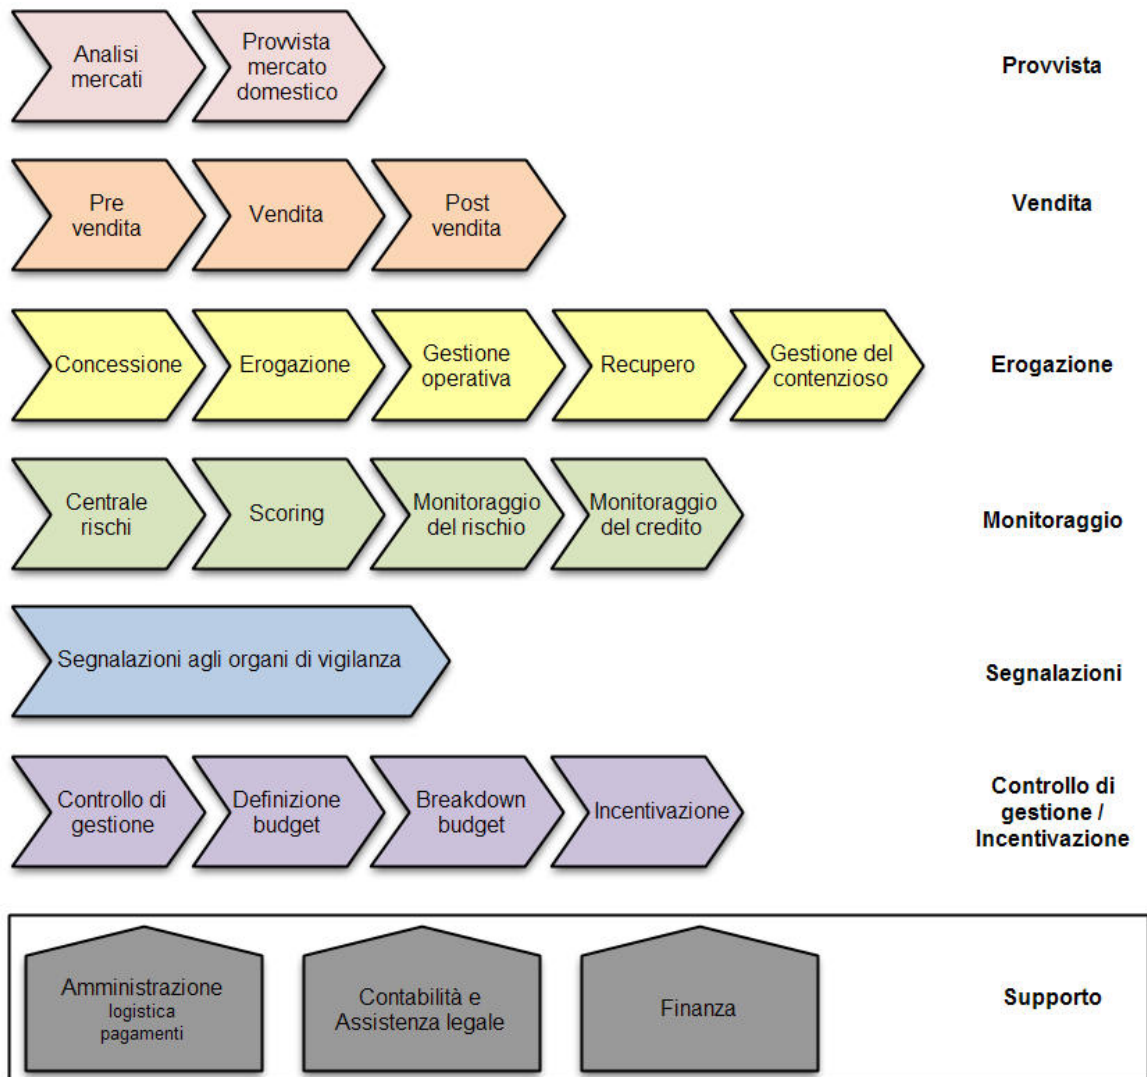 Analisi
mercati
Provvista
mercato
domestico
Provvista
Pre
vendita
Vendita
Post
vendita
Vendita
Concessione
Erogazione
Gestione
operativa
Recupero
Gestione del
contenzioso
Erogazione
Centrale
rischi
Scoring
Monitoraggio
del rischio
Monitoraggio
del credito
Monitoraggio
Segnalazioni agli organi di vigilanza
Segnalazioni
Controllo di
gestione
Definizione
budget
Breakdown
budget
Incentivazione
Controllo di
gestione /
Incentivazione
Amministrazione
logistica
pagamenti
Contabilità e
Assistenza legale
Finanza
Supporto